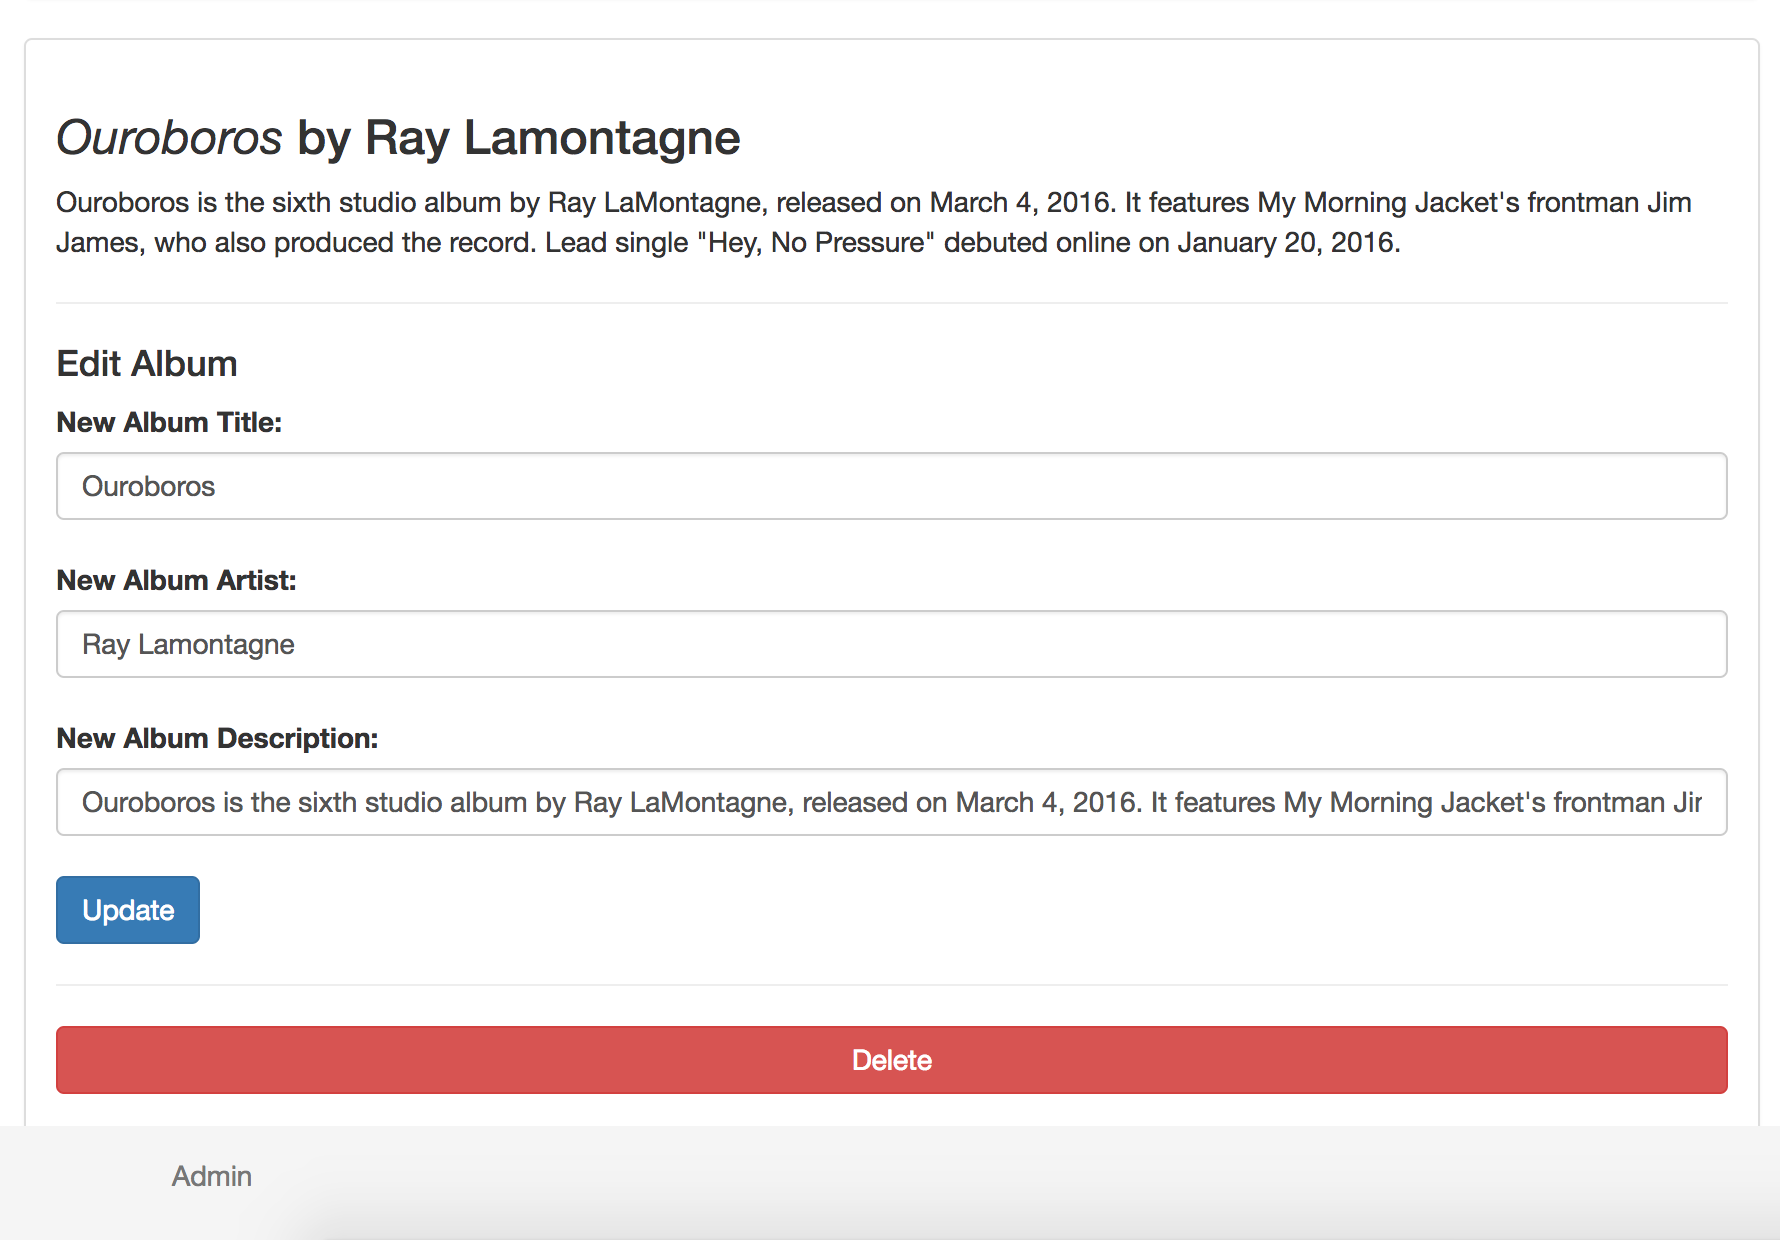 Ouroboros by Ray Lamontagne
Ouroboros is the sixth studio album by Ray LaMontagne, released on March 4, 2016. It features My Morning Jacket's frontman Jim
James, who also produced the record. Lead single "Hey, No Pressure" debuted online on January 20, 2016.
Edit Album
New Album Title:
Ouroboros
New Album Artist:
Ray Lamontagne
New Album Description:
Ouroboros is the sixth studio album by Ray LaMontagne, released on March 4, 2016. It features My Morning Jacket's frontman
Update
Delete
Admin